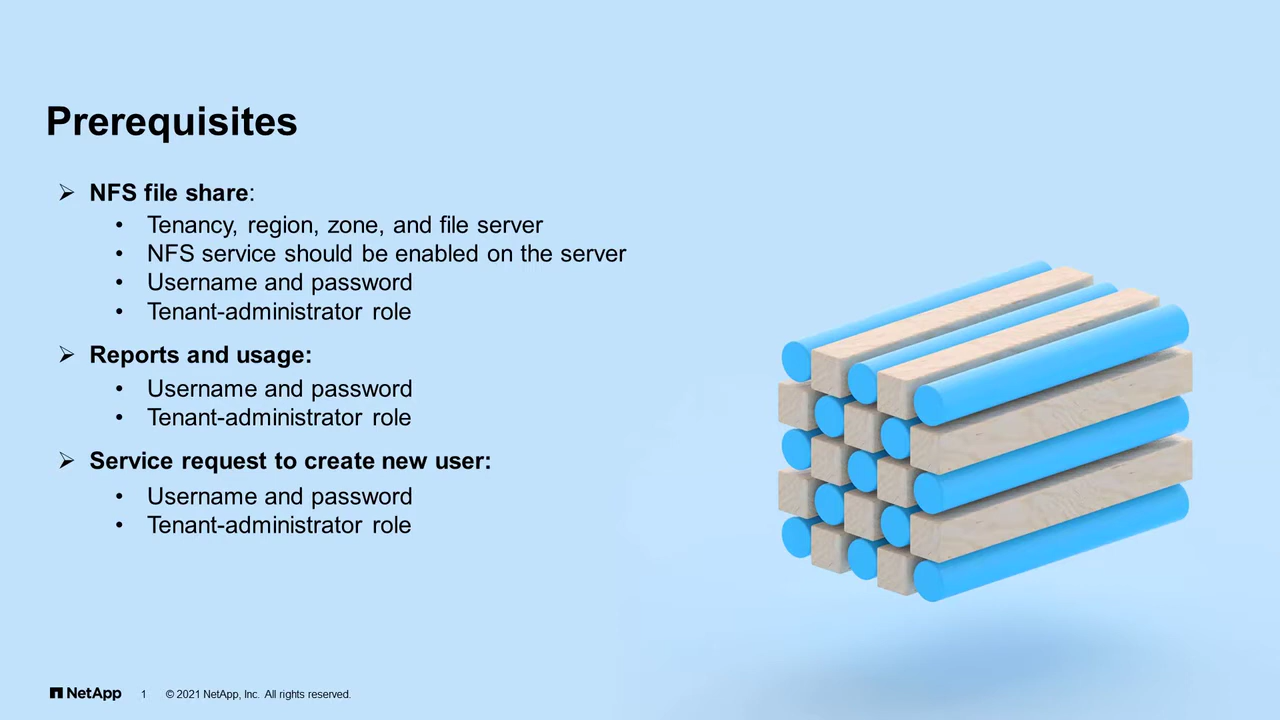 Prerequisites
➢ NFS file share:
• Tenancy, region, zone, and file server
• NFS service should be enabled on the server
• Username and password
• Tenant-administrator role
➢ Reports and usage:
• Username and password
• Tenant-administrator role
➢ Service request to create new user:
• Username and password
• Tenant-administrator role
NetApp 1 © 2021 NetApp, Inc. All rights reserved.